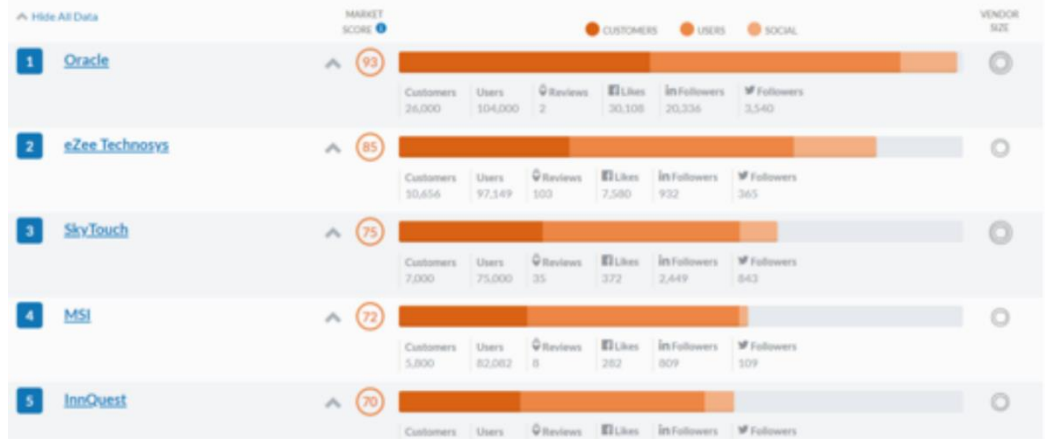 Hide All Data
MARKET SCORE
CUSTOMERS USERS SOCIAL
VENDOR SIZE
1 Oracle 93
Customers Users Reviews Likes Followers Followers
26,000 104,000 2 30,108 20,336 3,540
2 eZee Technosys 85
Customers Users Reviews Likes Followers Followers
10,656 97,149 103 7,580 932 365
3 SkyTouch 75
Customers Users Reviews Likes Followers Followers
7,000 75,000 35 372 2,449 843
4 MSI 72
Customers Users Reviews Likes Followers Followers
5,800 82,082 8 282 809 109
5 InnQuest 70
Customers Users Reviews Likes Followers Followers